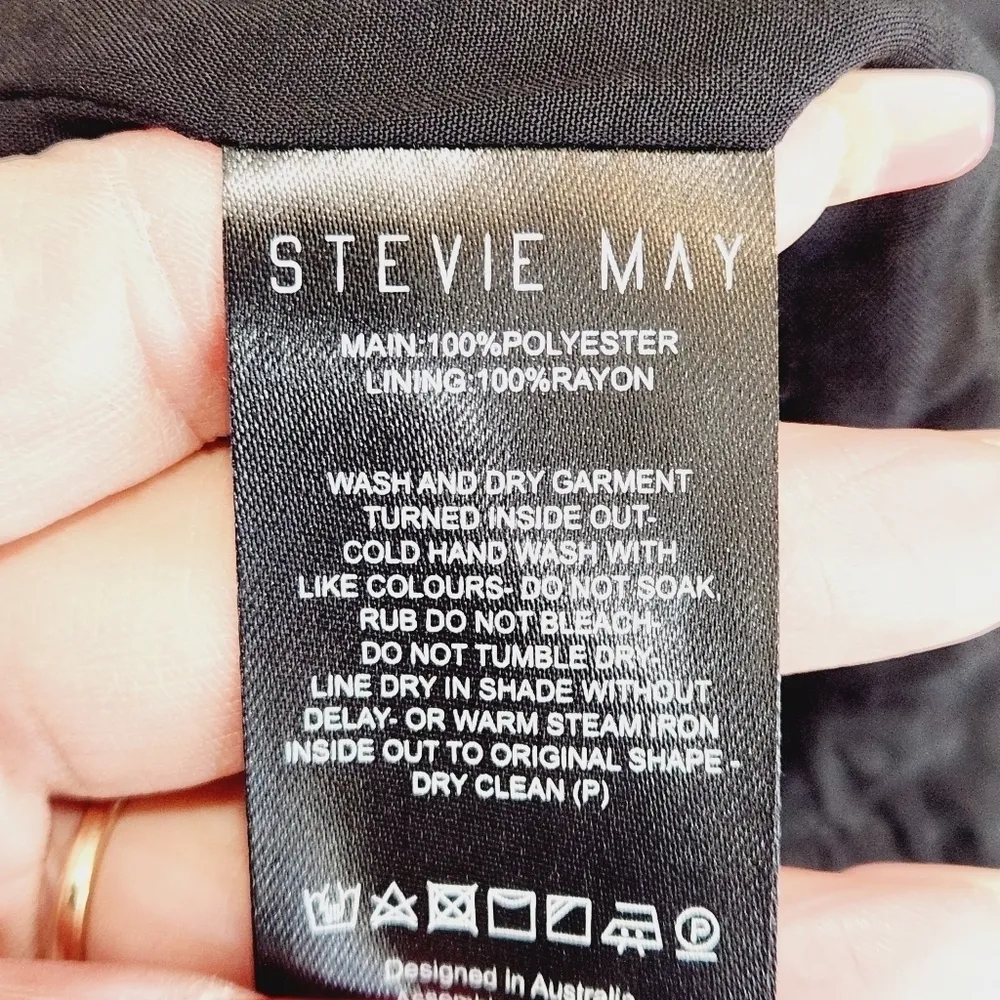 STEVIE MAY
MAIN:100%POLYESTER
LINING:100%RAYON
WASH AND DRY GARMENT
TURNED INSIDE OUT-
COLD HAND WASH WITH
LIKE COLOURS- DO NOT SOAK
RUB DO NOT BLEACH-
DO NOT TUMBLE DRY-
LINE DRY IN SHADE WITHOUT
DELAY- OR WARM STEAM IRON
INSIDE OUT TO ORIGINAL SHAPE -
DRY CLEAN (P)
P
Designed in Australia